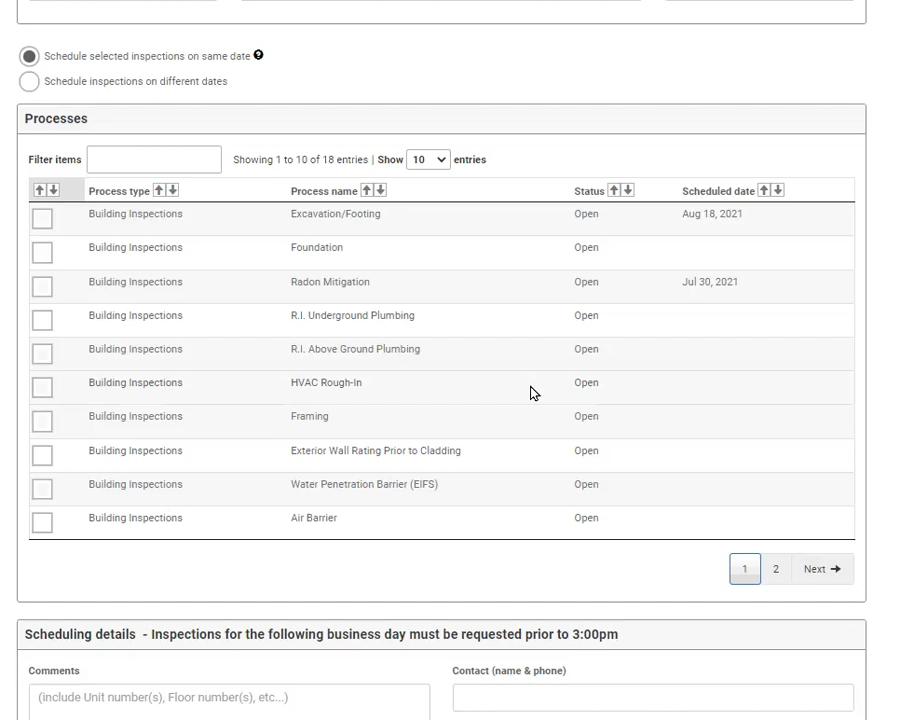 Schedule selected inspections on same date ?
Schedule inspections on different dates
Processes
Filter items Showing 1 to 10 of 18 entries | Show 10 entries
Process type Process name Status Scheduled date
Building Inspections Excavation/Footing Open Aug 18, 2021
Building Inspections Foundation Open
Building Inspections Radon Mitigation Open Jul 30, 2021
Building Inspections R.I. Underground Plumbing Open
Building Inspections R.I. Above Ground Plumbing Open
Building Inspections HVAC Rough-In Open
Building Inspections Framing Open
Building Inspections Exterior Wall Rating Prior to Cladding Open
Building Inspections Water Penetration Barrier (EIFS) Open
Building Inspections Air Barrier Open
1 2 Next
Scheduling details - Inspections for the following business day must be requested prior to 3:00pm
Comments Contact (name & phone)
(include Unit number(s), Floor number(s), etc...)